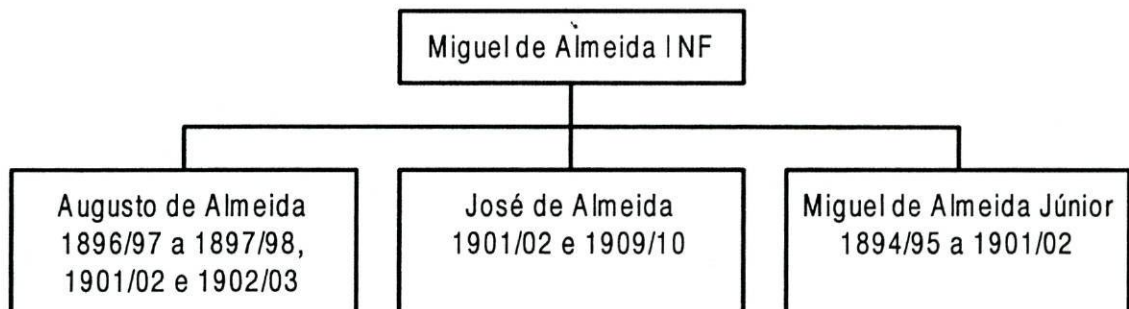 Miguel de Almeida INF
Augusto de Almeida
1896/97 a 1897/98,
1901/02 e 1902/03
José de Almeida
1901/02 e 1909/10
Miguel de Almeida Júnior
1894/95 a 1901/02